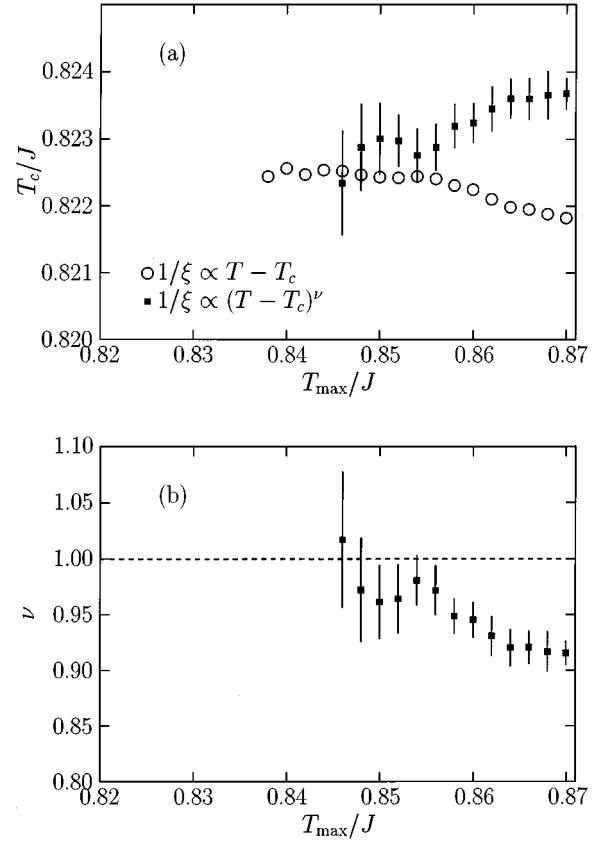 (a)
T_c/J
0.824
0.823
0.822
0.821
0.820
○ 1/ξ ∝ T − T_c
■ 1/ξ ∝ (T − T_c)^ν
0.82 0.83 0.84 0.85 0.86 0.87
T_max/J
(b)
ν
1.10
1.05
1.00
0.95
0.90
0.85
0.80
0.82 0.83 0.84 0.85 0.86 0.87
T_max/J